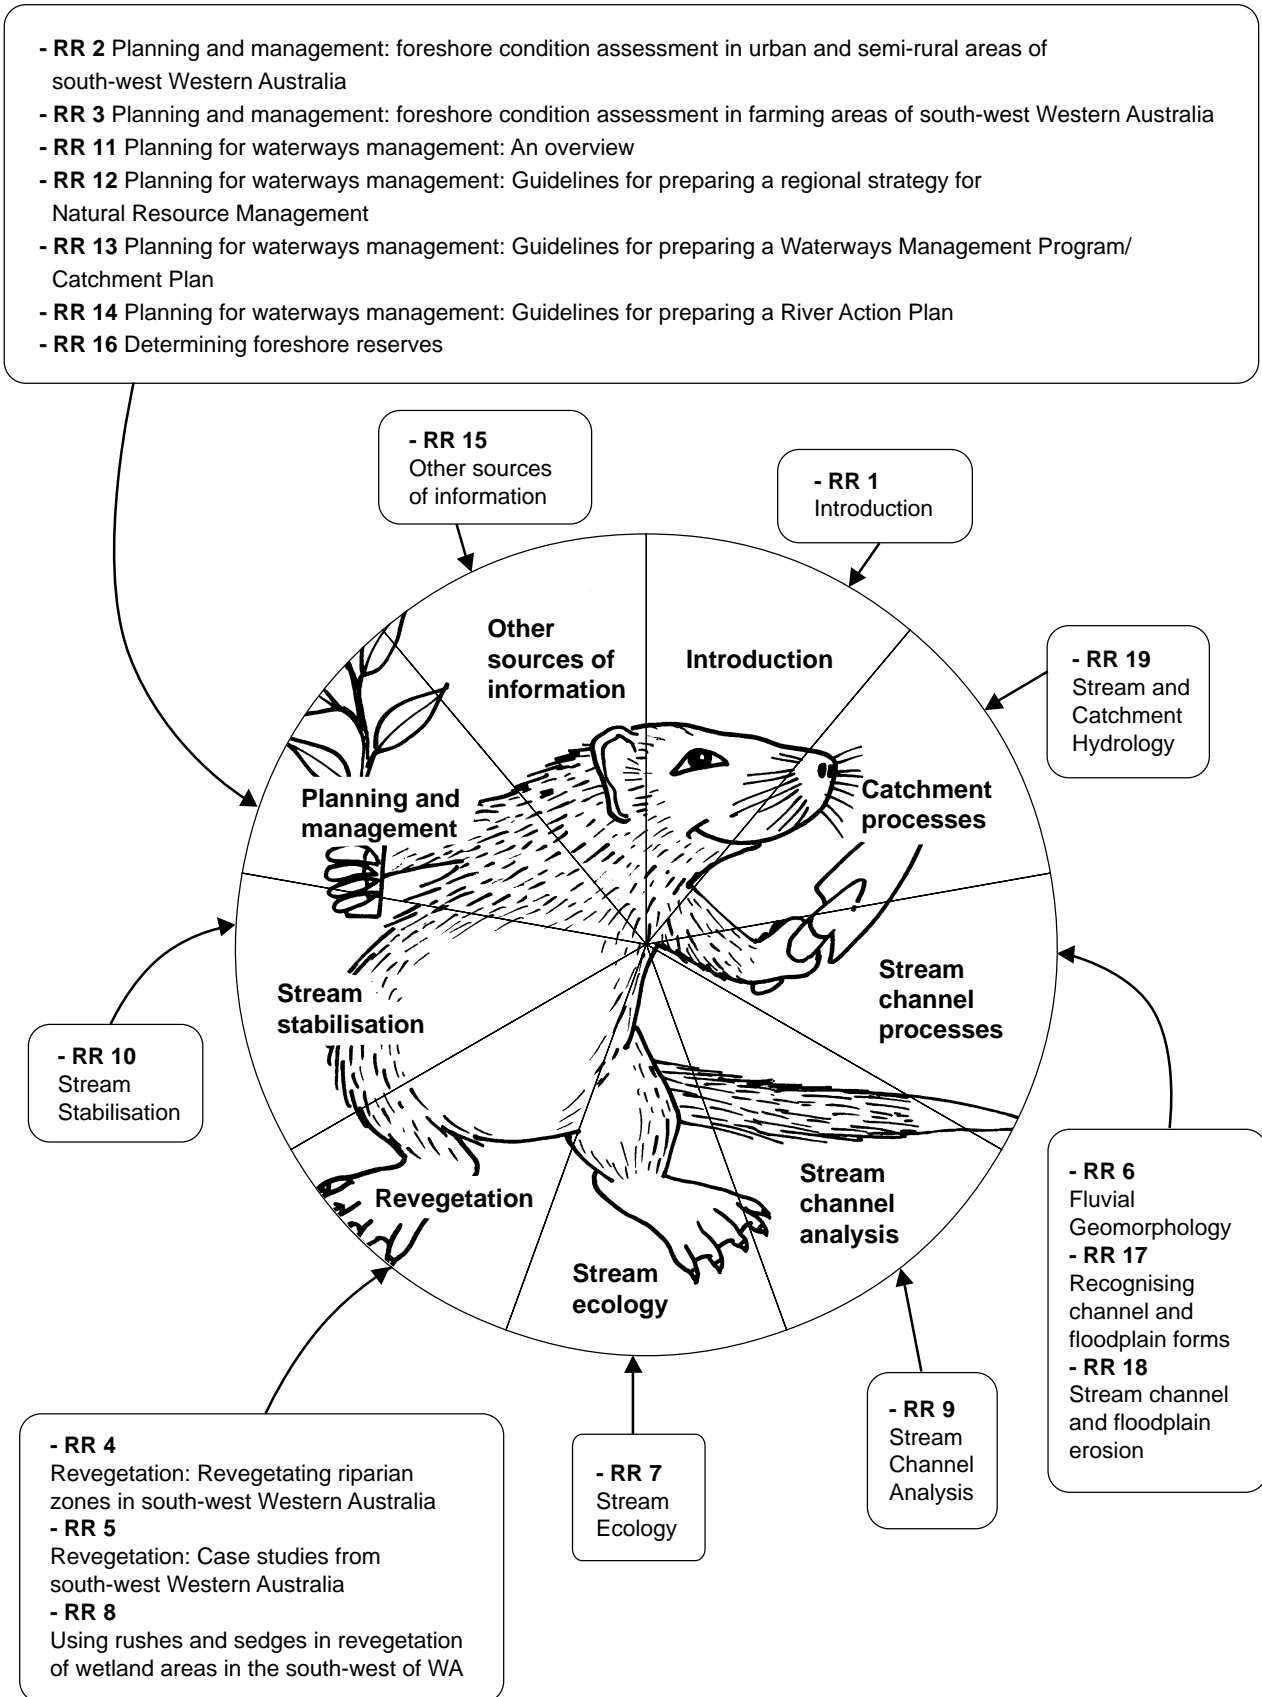 - RR 2 Planning and management: foreshore condition assessment in urban and semi-rural areas of
south-west Western Australia
- RR 3 Planning and management: foreshore condition assessment in farming areas of south-west Western Australia
- RR 11 Planning for waterways management: An overview
- RR 12 Planning for waterways management: Guidelines for preparing a regional strategy for
Natural Resource Management
- RR 13 Planning for waterways management: Guidelines for preparing a Waterways Management Program/
Catchment Plan
- RR 14 Planning for waterways management: Guidelines for preparing a River Action Plan
- RR 16 Determining foreshore reserves
- RR 15
Other sources
of information
- RR 1
Introduction
- RR 19
Stream and
Catchment
Hydrology
Other
sources of
information
Introduction
Planning and
management
Catchment
processes
Stream
stabilisation
Stream
channel
processes
- RR 10
Stream
Stabilisation
Revegetation
Stream
channel
analysis
Stream
ecology
- RR 6
Fluvial
Geomorphology
- RR 17
Recognising
channel and
floodplain forms
- RR 18
Stream channel
and floodplain
erosion
- RR 4
Revegetation: Revegetating riparian
zones in south-west Western Australia
- RR 5
Revegetation: Case studies from
south-west Western Australia
- RR 8
Using rushes and sedges in revegetation
of wetland areas in the south-west of WA
- RR 7
Stream
Ecology
- RR 9
Stream
Channel
Analysis